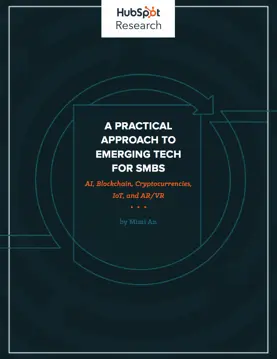 HubSpot
Research
A PRACTICAL
APPROACH TO
EMERGING TECH
FOR SMBS
AI, Blockchain, Cryptocurrencies,
IoT, and AR/VR
by Mimi An